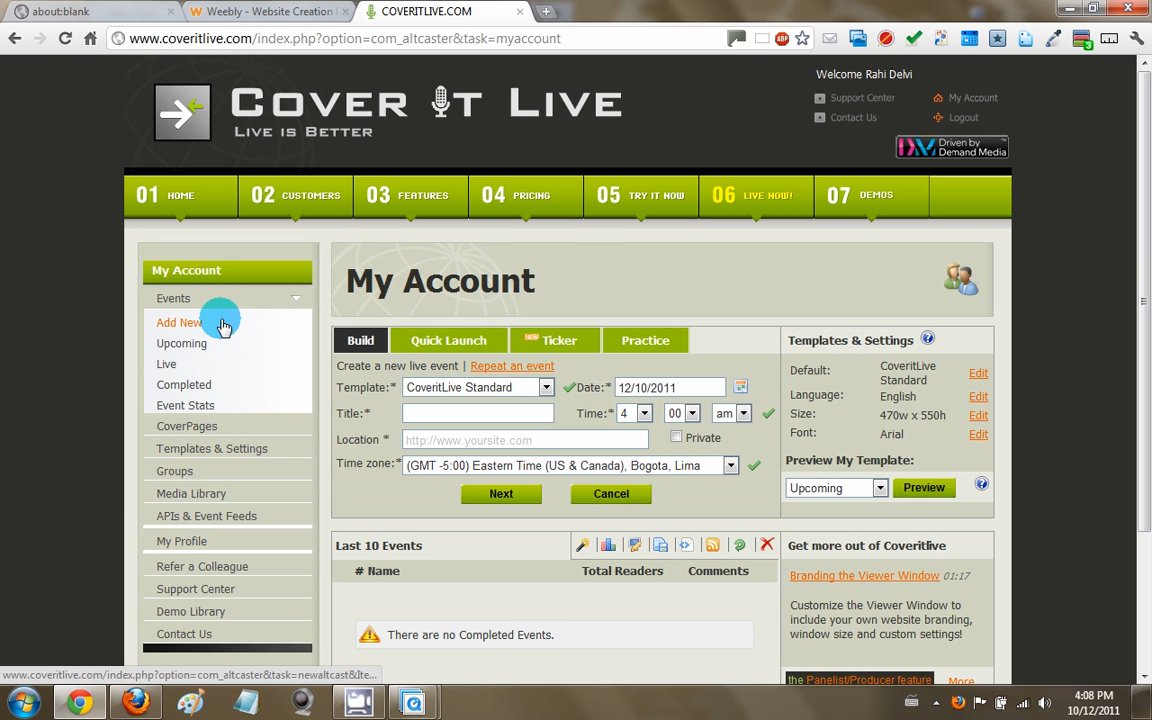 about:blank
Weebly - Website Creation
COVERITLIVE.COM
www.coveritlive.com/index.php?option=com_altcaster&task=myaccount
COVER IT LIVE
LIVE IS BETTER
Welcome Rahi Delvi
Support Center
My Account
Contact Us
Logout
Driven by
Demand Media
01 HOME
02 CUSTOMERS
03 FEATURES
04 PRICING
05 TRY IT NOW
06 LIVE NOW!
07 DEMOS
My Account
Events
Add New
Upcoming
Live
Completed
Event Stats
CoverPages
Templates & Settings
Groups
Media Library
APIs & Event Feeds
My Profile
Refer a Colleague
Support Center
Demo Library
Contact Us
My Account
Build
Quick Launch
NEW Ticker
Practice
Create a new live event | Repeat an event
Template:* CoveritLive Standard
Date:* 12/10/2011
Title:*
Time:* 4 00 am
Location * http://www.yoursite.com
Private
Time zone:* (GMT -5:00) Eastern Time (US & Canada), Bogota, Lima
Next
Cancel
Templates & Settings
Default: CoveritLive Standard Edit
Language: English Edit
Size: 470w x 550h Edit
Font: Arial Edit
Preview My Template:
Upcoming
Preview
Last 10 Events
# Name
Total Readers
Comments
There are no Completed Events.
Get more out of Coveritlive
Branding the Viewer Window 01:17
Customize the Viewer Window to
include your own website branding,
window size and custom settings!
the Panelist/Producer feature
More
www.coveritlive.com/index.php?option=com_altcaster&task=newaltcast&Ite...
3
4:08 PM
10/12/2011